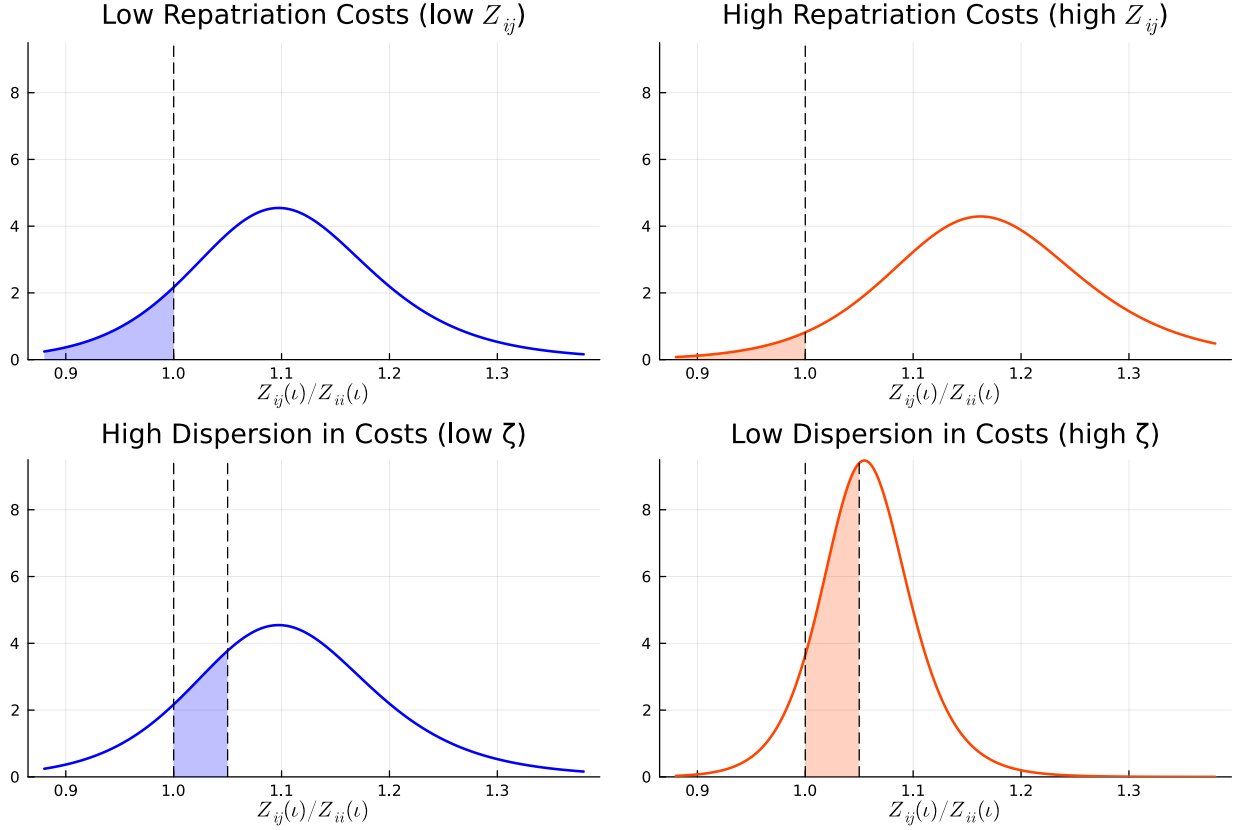 Low Repatriation Costs (low Z_ij)
8
6
4
2
0
0.9 1.0 1.1 1.2 1.3
Z_ij(ι)/Z_ii(ι)
High Repatriation Costs (high Z_ij)
8
6
4
2
0
0.9 1.0 1.1 1.2 1.3
Z_ij(ι)/Z_ii(ι)
High Dispersion in Costs (low ζ)
8
6
4
2
0
0.9 1.0 1.1 1.2 1.3
Z_ij(ι)/Z_ii(ι)
Low Dispersion in Costs (high ζ)
8
6
4
2
0
0.9 1.0 1.1 1.2 1.3
Z_ij(ι)/Z_ii(ι)